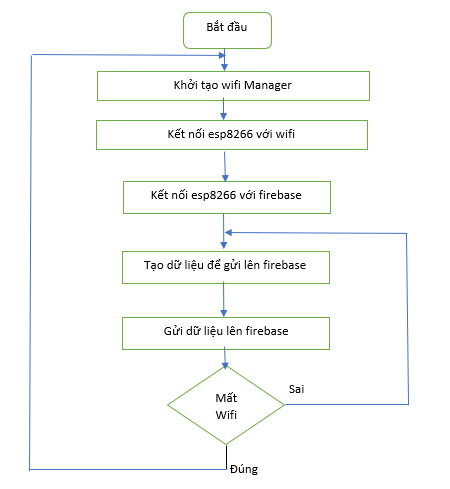 Bắt đầu
Khởi tạo wifi Manager
Kết nối esp8266 với wifi
Kết nối esp8266 với firebase
Tạo dữ liệu để gửi lên firebase
Gửi dữ liệu lên firebase
Sai
Mất
Wifi
Đúng